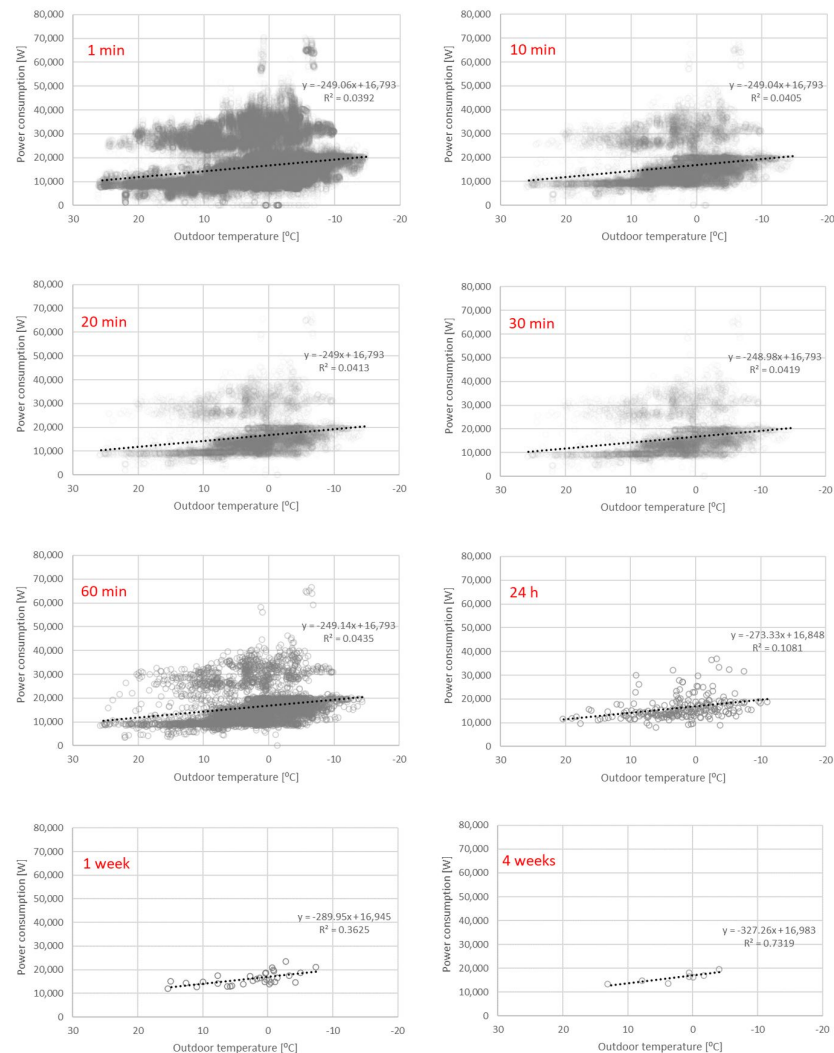 80,000
70,000
60,000
50,000
40,000
30,000
20,000
10,000
0
Power consumption [W]
1 min
y = -249.06x + 16,793
R² = 0.0392
30 20 10 0 -10 -20
Outdoor temperature [⁰C]
80,000
70,000
60,000
50,000
40,000
30,000
20,000
10,000
0
Power consumption [W]
10 min
y = -249.04x + 16,793
R² = 0.0405
30 20 10 0 -10 -20
Outdoor temperature [⁰C]
80,000
70,000
60,000
50,000
40,000
30,000
20,000
10,000
0
Power consumption [W]
20 min
y = -249x + 16,793
R² = 0.0413
30 20 10 0 -10 -20
Outdoor temperature [⁰C]
80,000
70,000
60,000
50,000
40,000
30,000
20,000
10,000
0
Power consumption [W]
30 min
y = -248.98x + 16,793
R² = 0.0419
30 20 10 0 -10 -20
Outdoor temperature [⁰C]
80,000
70,000
60,000
50,000
40,000
30,000
20,000
10,000
0
Power consumption [W]
60 min
y = -249.14x + 16,793
R² = 0.0435
30 20 10 0 -10 -20
Outdoor temperature [⁰C]
80,000
70,000
60,000
50,000
40,000
30,000
20,000
10,000
0
Power consumption [W]
24 h
y = -273.33x + 16,848
R² = 0.1081
30 20 10 0 -10 -20
Outdoor temperature [⁰C]
80,000
70,000
60,000
50,000
40,000
30,000
20,000
10,000
0
Power consumption [W]
1 week
y = -289.95x + 16,945
R² = 0.3625
30 20 10 0 -10 -20
Outdoor temperature [⁰C]
80,000
70,000
60,000
50,000
40,000
30,000
20,000
10,000
0
Power consumption [W]
4 weeks
y = -327.26x + 16,983
R² = 0.7319
30 20 10 0 -10 -20
Outdoor temperature [⁰C]